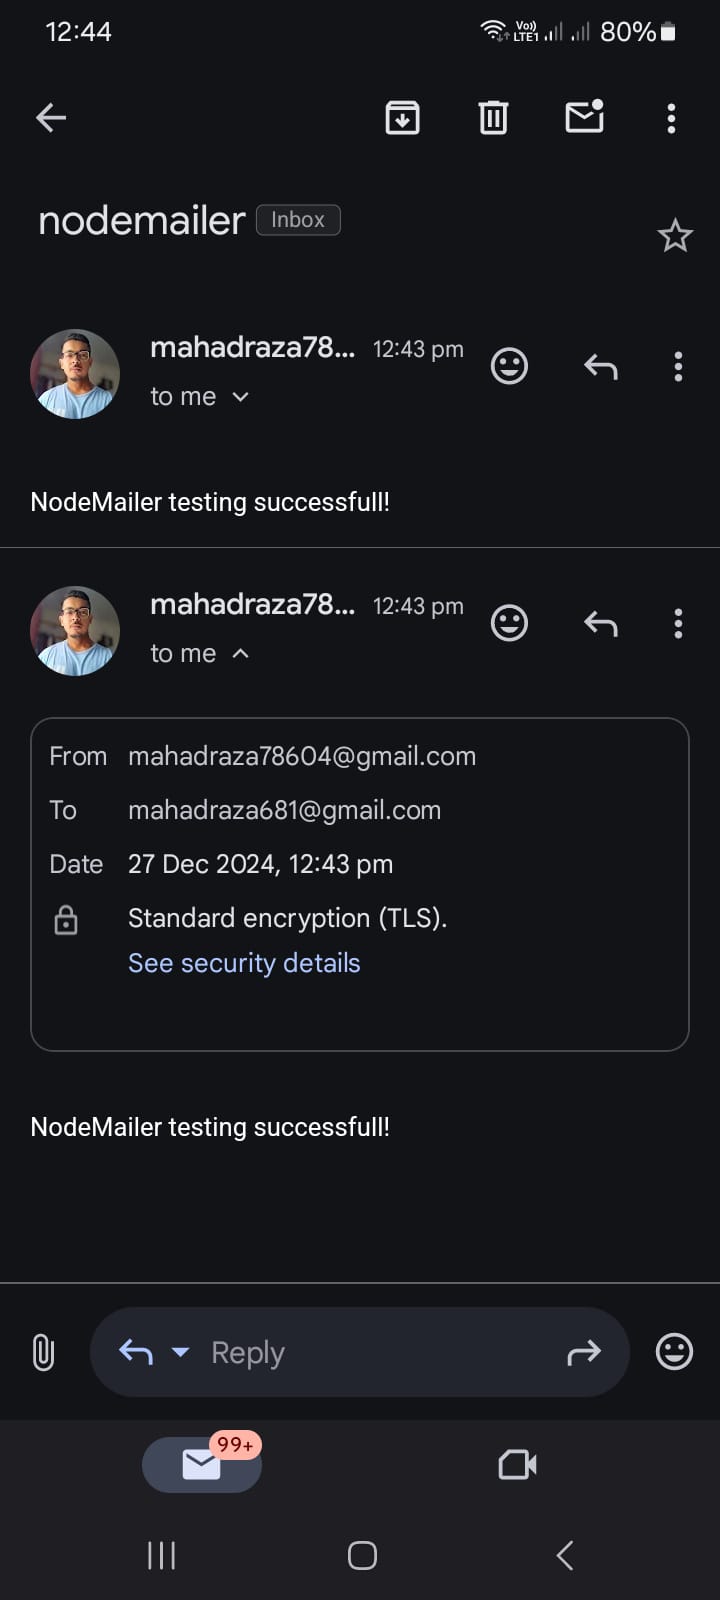 12:44 Vo)) LTE1 80%
nodemailer Inbox
mahadraza78... 12:43 pm
to me
NodeMailer testing successfull!
mahadraza78... 12:43 pm
to me
From mahadraza78604@gmail.com
To mahadraza681@gmail.com
Date 27 Dec 2024, 12:43 pm
Standard encryption (TLS).
See security details
NodeMailer testing successfull!
Reply
99+